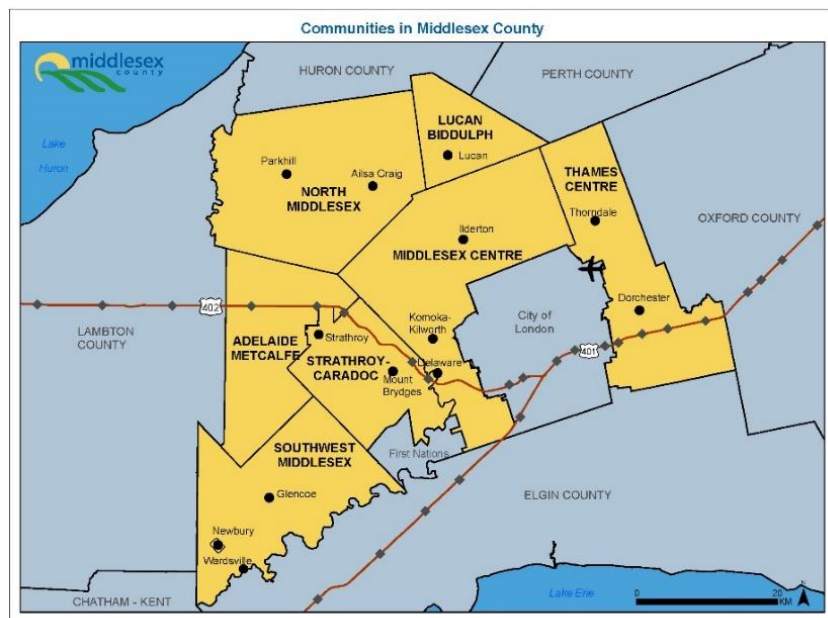 Communities in Middlesex County
middlesex
county
HURON COUNTY
PERTH COUNTY
LUCAN
BIDDULPH
Lucan
Lake
Huron
Parkhill
Ailsa Craig
NORTH
MIDDLESEX
THAMES
CENTRE
Thorndale
OXFORD COUNTY
Ilderton
MIDDLESEX CENTRE
402
LAMBTON
COUNTY
ADELAIDE
METCALFE
Strathroy
STRATHROY-
CARADOC
Komoka-
Kilworth
City of
London
Dorchester
401
Mount
Brydges
Delaware
First Nations
SOUTHWEST
MIDDLESEX
Glencoe
Newbury
Wardsville
ELGIN COUNTY
CHATHAM - KENT
Lake Erie
0
20
KM